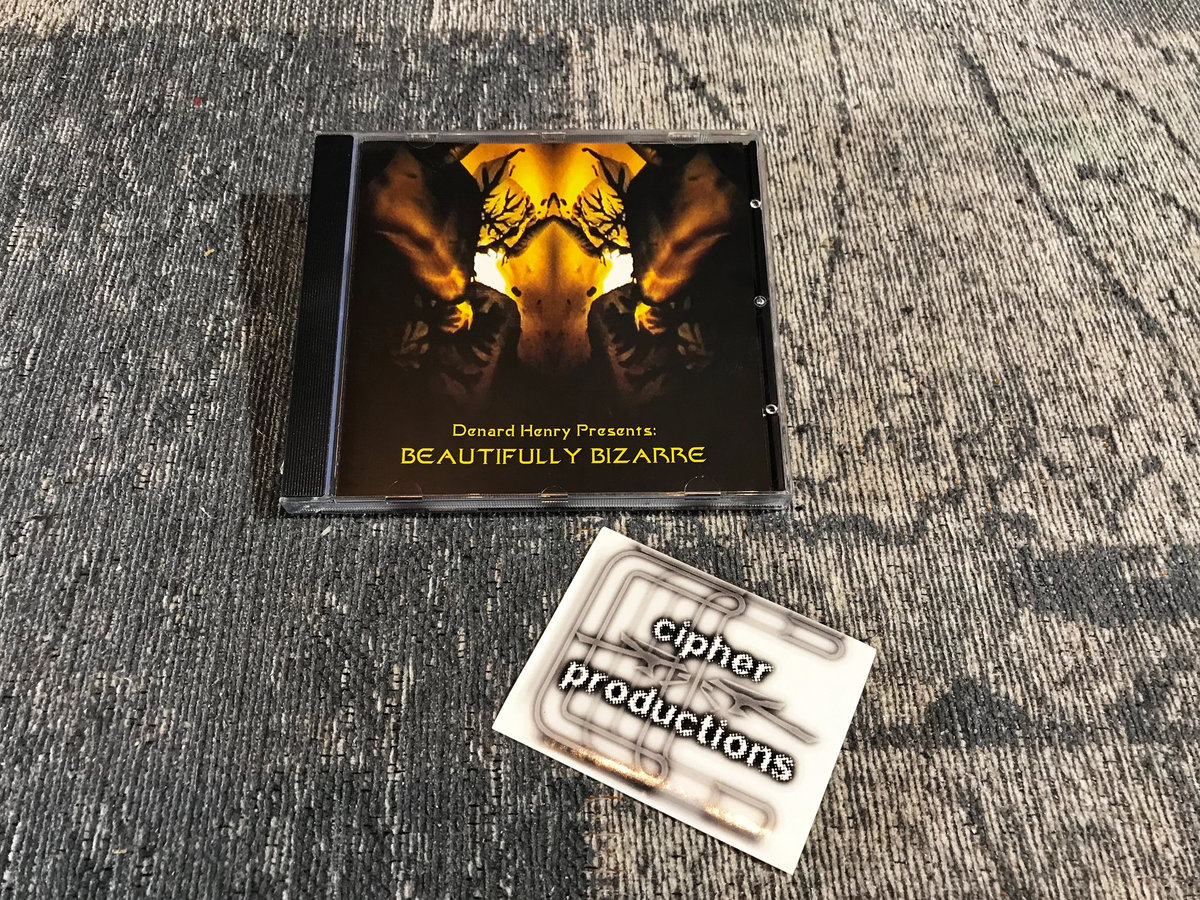 Denard Henry Presents:
BEAUTIFULLY BIZARRE
cipher
productions